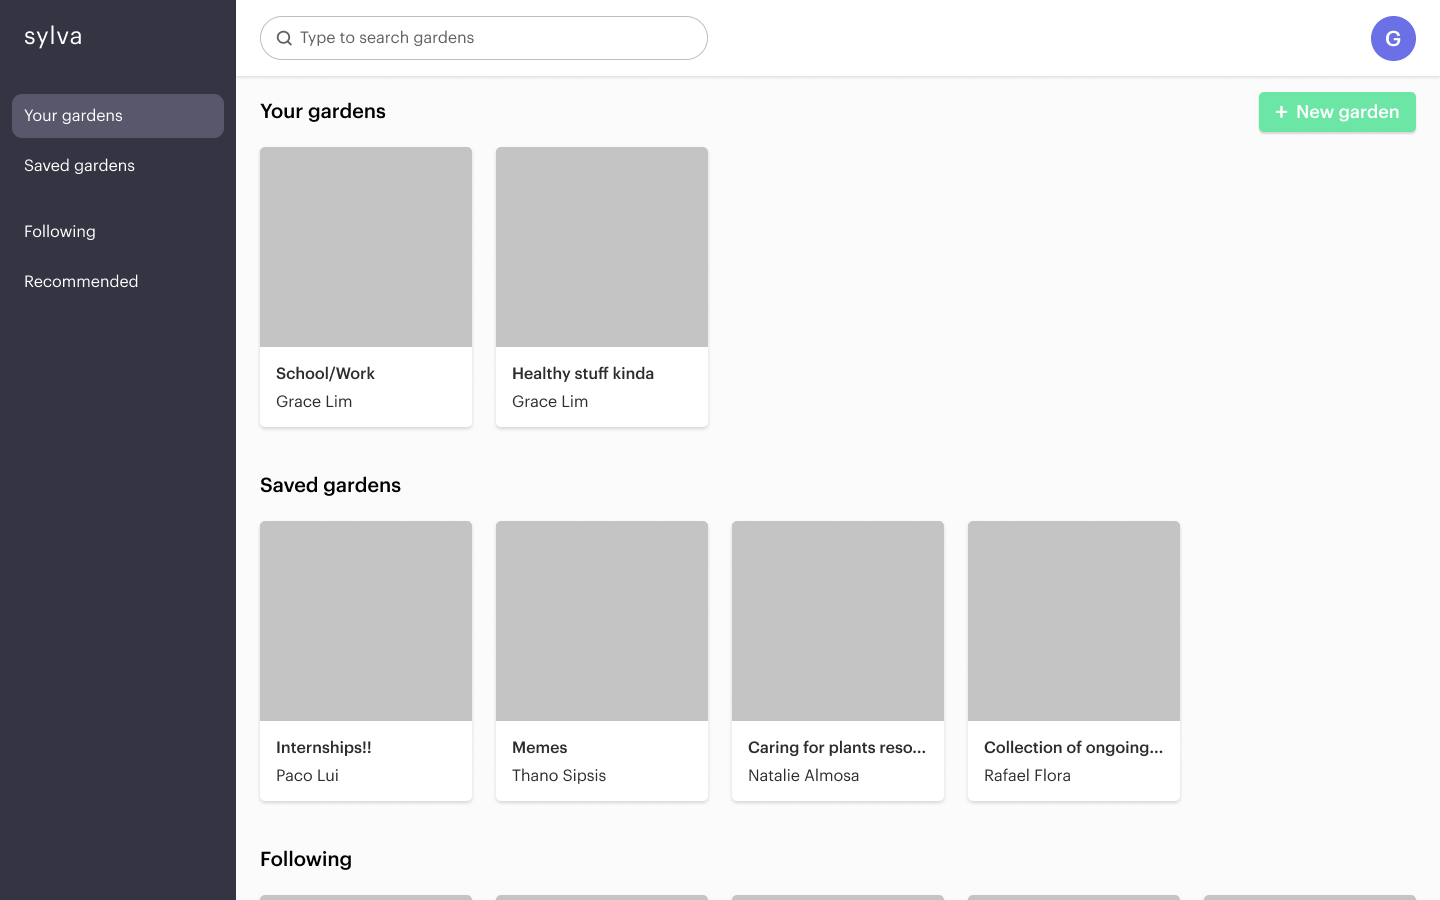 sylva
Type to search gardens
G
Your gardens
Saved gardens
Following
Recommended
Your gardens
+ New garden
School/Work
Grace Lim
Healthy stuff kinda
Grace Lim
Saved gardens
Internships!!
Paco Lui
Memes
Thano Sipsis
Caring for plants reso...
Natalie Almosa
Collection of ongoing...
Rafael Flora
Following